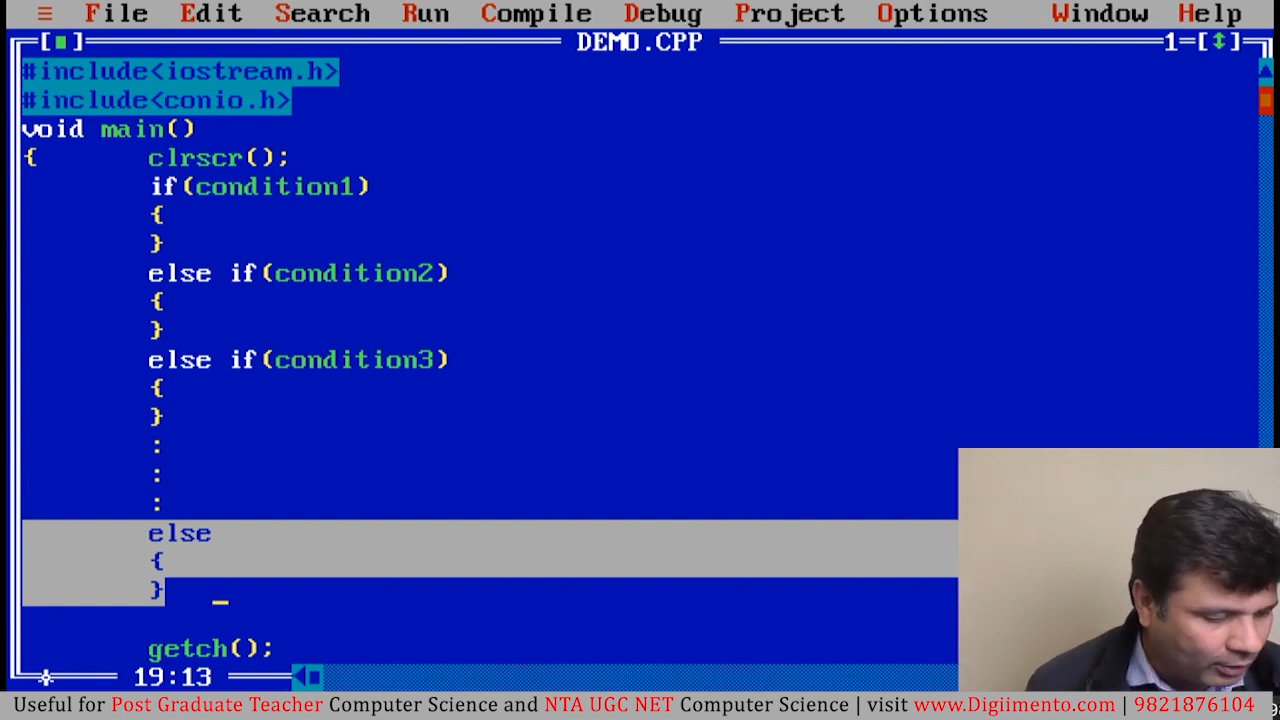 ≡ File Edit Search Run Compile Debug Project Options Window Help
[■] DEMO.CPP 1=[↕]
#include<iostream.h>
#include<conio.h>
void main()
{ clrscr();
if(condition1)
{
}
else if(condition2)
{
}
else if(condition3)
{
}
:
:
:
else
{
}
getch();
19:13
Useful for Post Graduate Teacher Computer Science and NTA UGC NET Computer Science | visit www.Digiimento.com | 9821876104